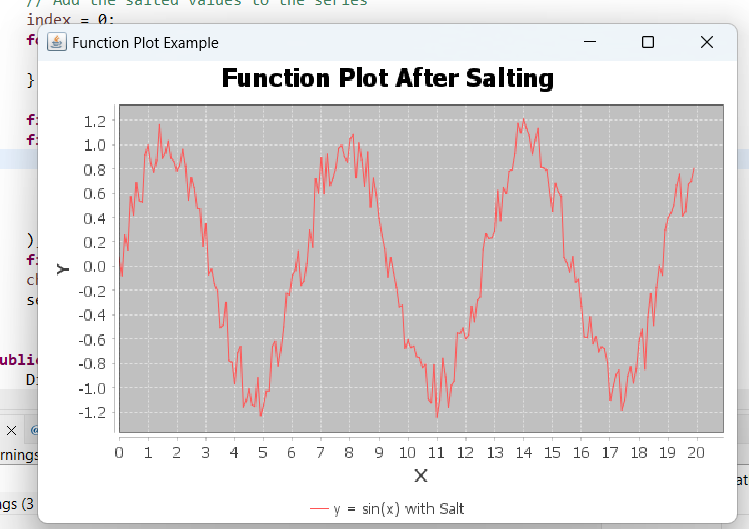 // Add the salted values to the series
index = 0;
Function Plot Example
}
Function Plot After Salting
1.2
1.0
0.8
0.6
0.4
0.2
0.0
-0.2
-0.4
-0.6
-0.8
-1.0
-1.2
Y
0 1 2 3 4 5 6 7 8 9 10 11 12 13 14 15 16 17 18 19 20
X
y = sin(x) with Salt